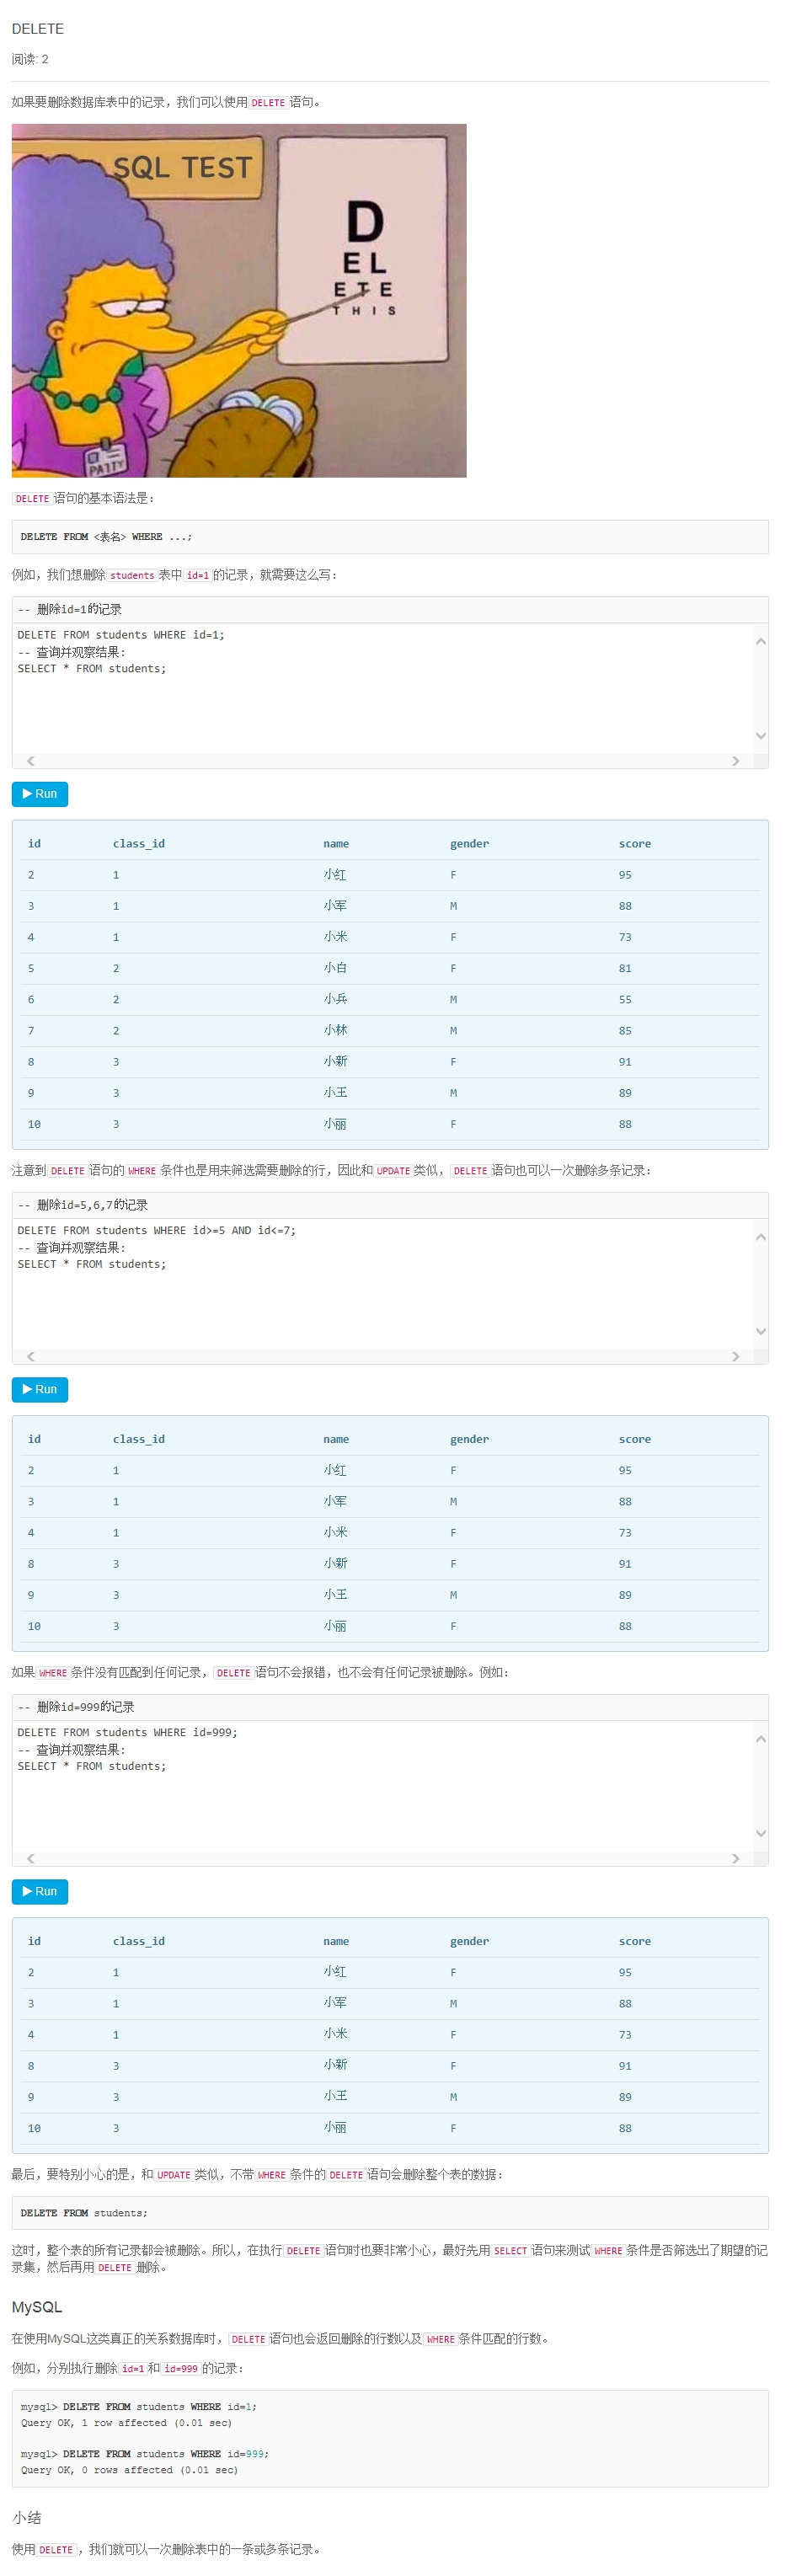 DELETE
阅读: 2
如果要删除数据库表中的记录，我们可以使用DELETE语句。
SQL TEST
D
EL
ETE
THIS
PATTY
DELETE语句的基本语法是：
DELETE FROM <表名> WHERE ...;
例如，我们想删除students表中id=1的记录，就需要这么写：
-- 删除id=1的记录
DELETE FROM students WHERE id=1;
-- 查询并观察结果:
SELECT * FROM students;
Run
id class_id name gender score
2 1 小红 F 95
3 1 小军 M 88
4 1 小米 F 73
5 2 小白 F 81
6 2 小兵 M 55
7 2 小林 M 85
8 3 小新 F 91
9 3 小王 M 89
10 3 小丽 F 88
注意到DELETE语句的WHERE条件也是用来筛选需要删除的行，因此和UPDATE类似，DELETE语句也可以一次删除多条记录：
-- 删除id=5,6,7的记录
DELETE FROM students WHERE id>=5 AND id<=7;
-- 查询并观察结果:
SELECT * FROM students;
Run
id class_id name gender score
2 1 小红 F 95
3 1 小军 M 88
4 1 小米 F 73
8 3 小新 F 91
9 3 小王 M 89
10 3 小丽 F 88
如果WHERE条件没有匹配到任何记录，DELETE语句不会报错，也不会有任何记录被删除。例如：
-- 删除id=999的记录
DELETE FROM students WHERE id=999;
-- 查询并观察结果:
SELECT * FROM students;
Run
id class_id name gender score
2 1 小红 F 95
3 1 小军 M 88
4 1 小米 F 73
8 3 小新 F 91
9 3 小王 M 89
10 3 小丽 F 88
最后，要特别小心的是，和UPDATE类似，不带WHERE条件的DELETE语句会删除整个表的数据：
DELETE FROM students;
这时，整个表的所有记录都会被删除。所以，在执行DELETE语句时也要非常小心，最好先用SELECT语句来测试WHERE条件是否筛选出了期望的记
录集，然后再用DELETE删除。
MySQL
在使用MySQL这类真正的关系数据库时，DELETE语句也会返回删除的行数以及WHERE条件匹配的行数。
例如，分别执行删除id=1和id=999的记录：
mysql> DELETE FROM students WHERE id=1;
Query OK, 1 row affected (0.01 sec)
mysql> DELETE FROM students WHERE id=999;
Query OK, 0 rows affected (0.01 sec)
小结
使用DELETE，我们就可以一次删除表中的一条或多条记录。